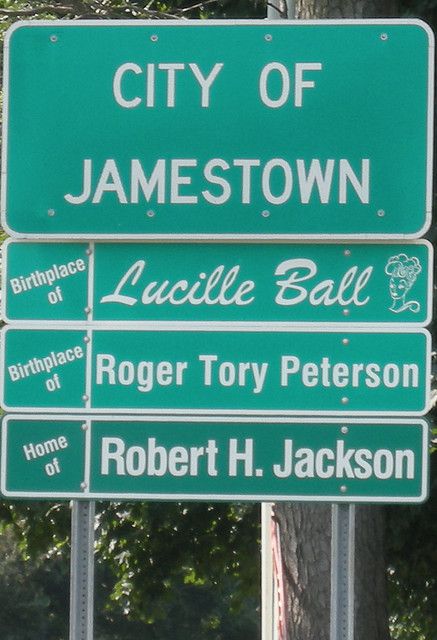 CITY OF
JAMESTOWN
Birthplace of Lucille Ball
Birthplace of Roger Tory Peterson
Home of Robert H. Jackson